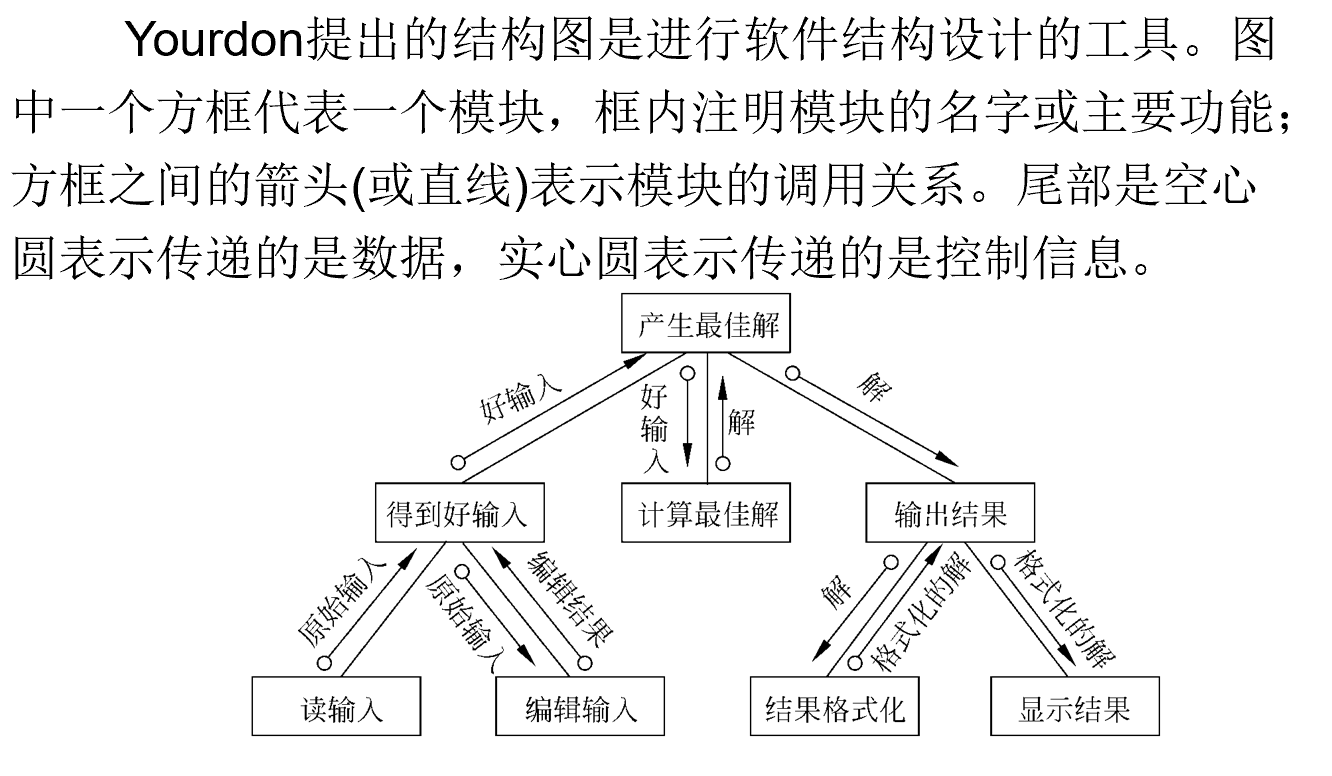 Yourdon提出的结构图是进行软件结构设计的工具。图
中一个方框代表一个模块，框内注明模块的名字或主要功能；
方框之间的箭头(或直线)表示模块的调用关系。尾部是空心
圆表示传递的是数据，实心圆表示传递的是控制信息。
产生最佳解
好输入
好输入
解
解
得到好输入
计算最佳解
输出结果
原始输入
原始输入
编辑结果
解
格式化的解
格式化的解
读输入
编辑输入
结果格式化
显示结果